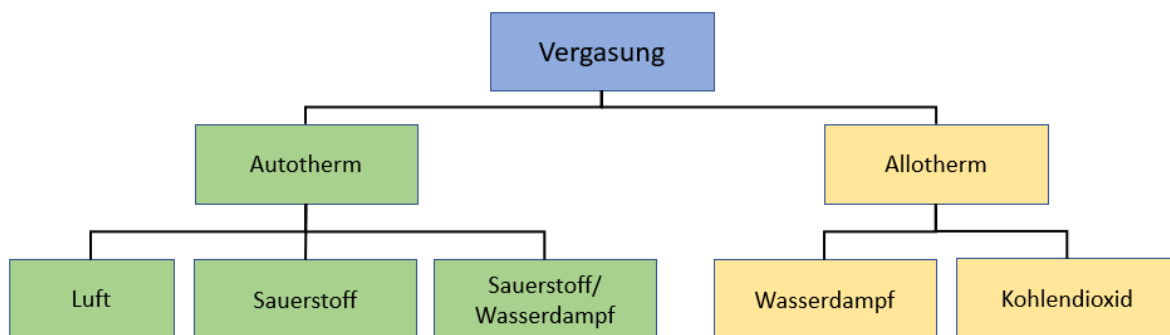 Vergasung
Autotherm
Allotherm
Luft
Sauerstoff
Sauerstoff/
Wasserdampf
Wasserdampf
Kohlendioxid